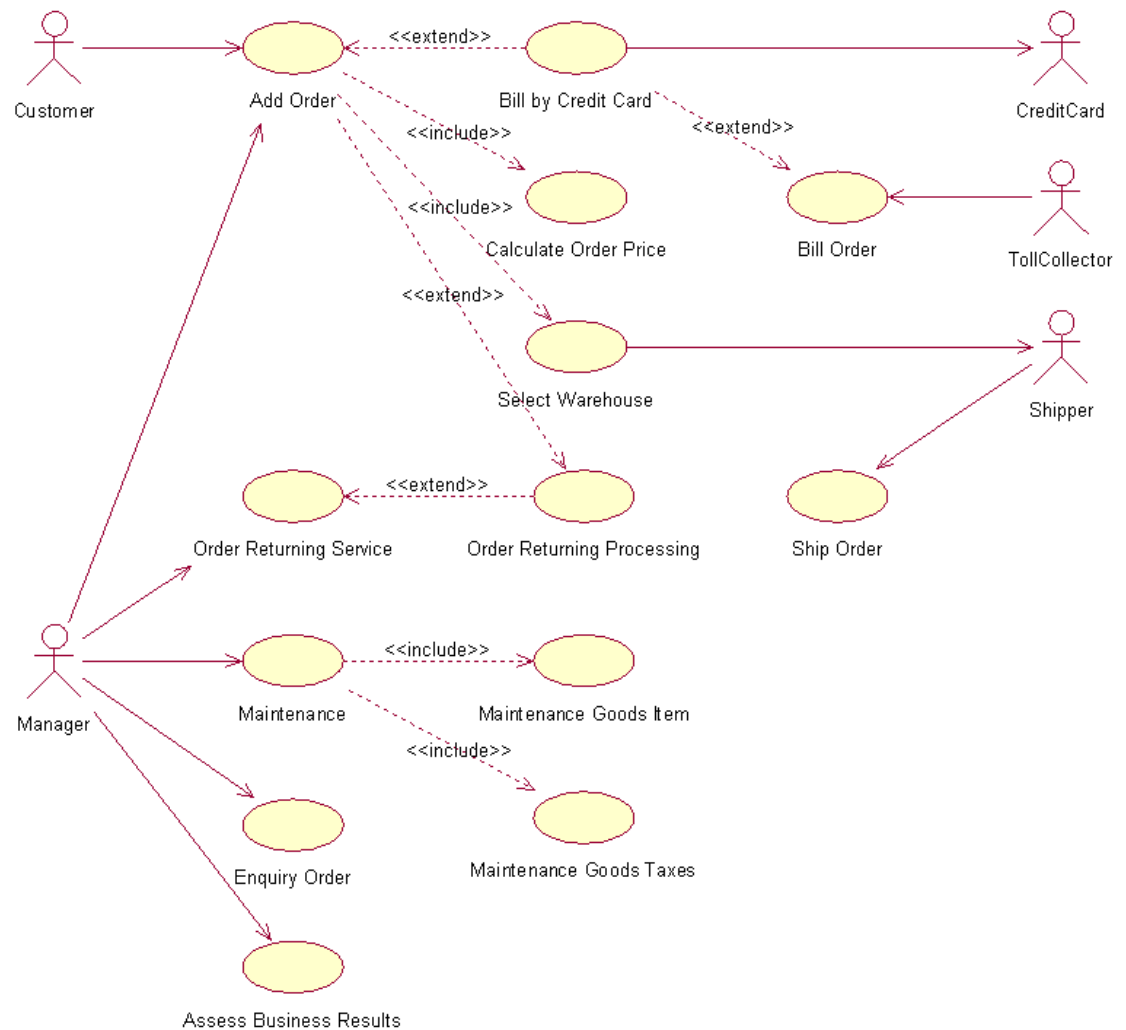 <<extend>>
Customer
Add Order
Bill by Credit Card
CreditCard
<<include>>
<<extend>>
<<include>>
Calculate Order Price
Bill Order
TollCollector
<<extend>>
Select Warehouse
Shipper
<<extend>>
Order Returning Service
Order Returning Processing
Ship Order
<<include>>
Manager
Maintenance
Maintenance Goods Item
<<include>>
Enquiry Order
Maintenance Goods Taxes
Assess Business Results